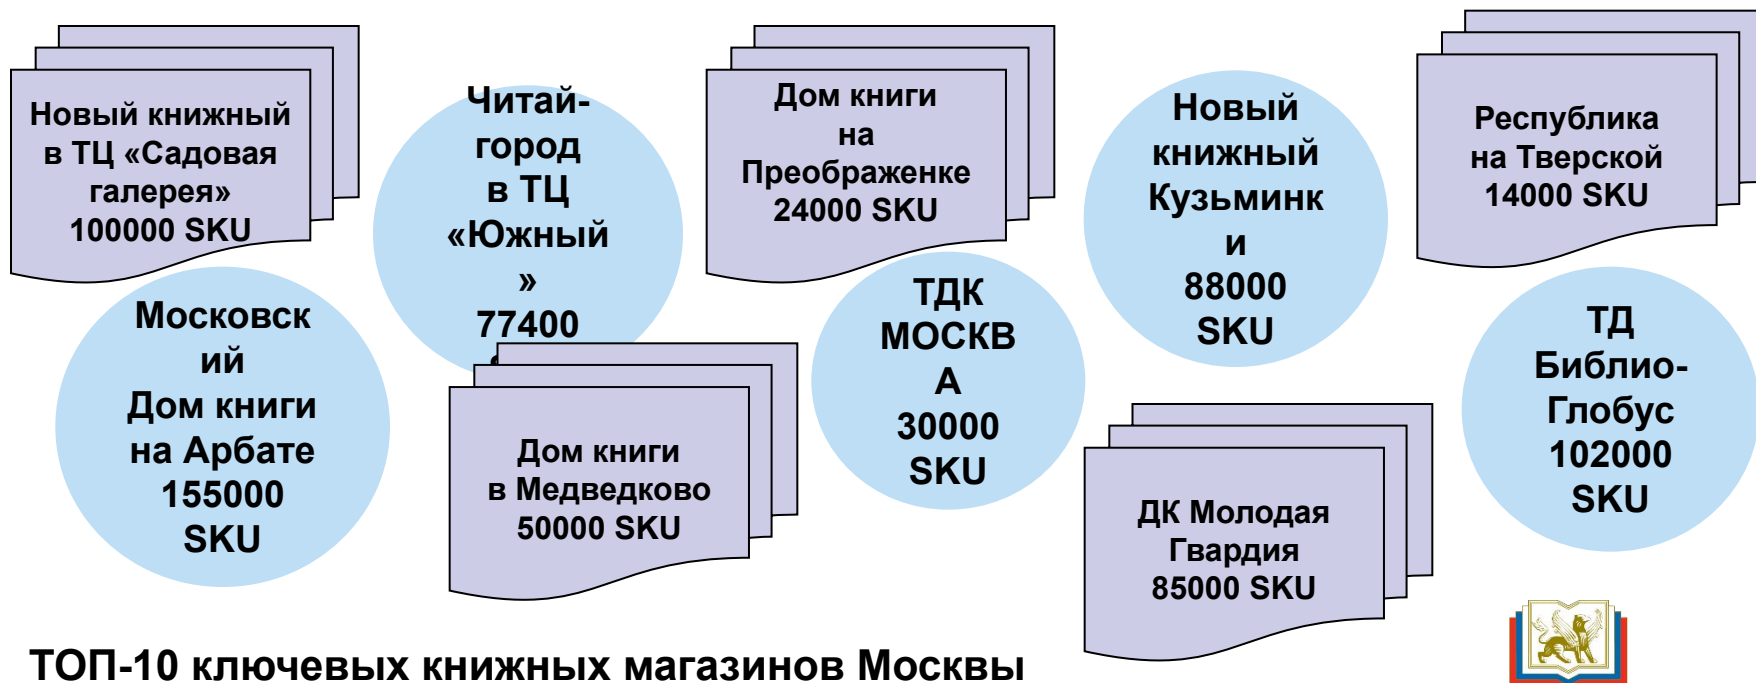 Новый книжный
в ТЦ «Садовая
галерея»
100000 SKU
Читай-
город
в ТЦ
«Южный
»
77400
Дом книги
на
Преображенке
24000 SKU
Новый
книжный
Кузьминк
и
88000
SKU
Республика
на Тверской
14000 SKU
Московск
ий
Дом книги
на Арбате
155000
SKU
Дом книги
в Медведково
50000 SKU
ТДК
МОСКВ
А
30000
SKU
ДК Молодая
Гвардия
85000 SKU
ТД
Библио-
Глобус
102000
SKU
ТОП-10 ключевых книжных магазинов Москвы